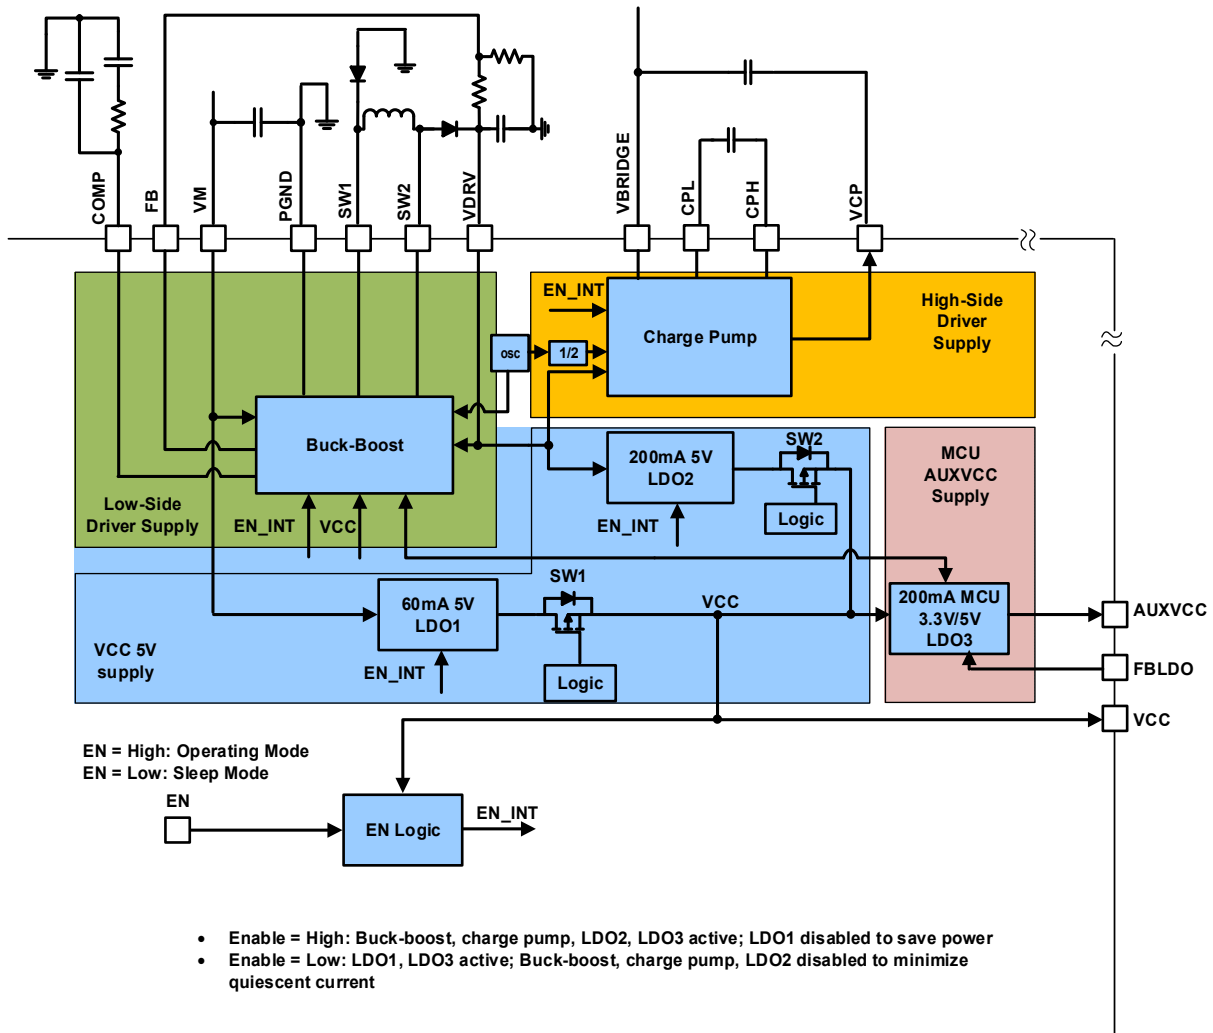 COMP
FB
VM
PGND
SW1
SW2
VDRV
VBRIDGE
CPL
CPH
VCP
EN_INT
High-Side
Driver
Supply
osc
1/2
Charge Pump
Buck-Boost
Low-Side
Driver Supply
EN_INT
VCC
200mA 5V
LDO2
SW2
Logic
EN_INT
MCU
AUXVCC
Supply
SW1
60mA 5V
LDO1
VCC
200mA MCU
3.3V/5V
LDO3
AUXVCC
VCC 5V
supply
EN_INT
Logic
FBLDO
VCC
EN = High: Operating Mode
EN = Low: Sleep Mode
EN
EN Logic
EN_INT
• Enable = High: Buck-boost, charge pump, LDO2, LDO3 active; LDO1 disabled to save power
• Enable = Low: LDO1, LDO3 active; Buck-boost, charge pump, LDO2 disabled to minimize
quiescent current